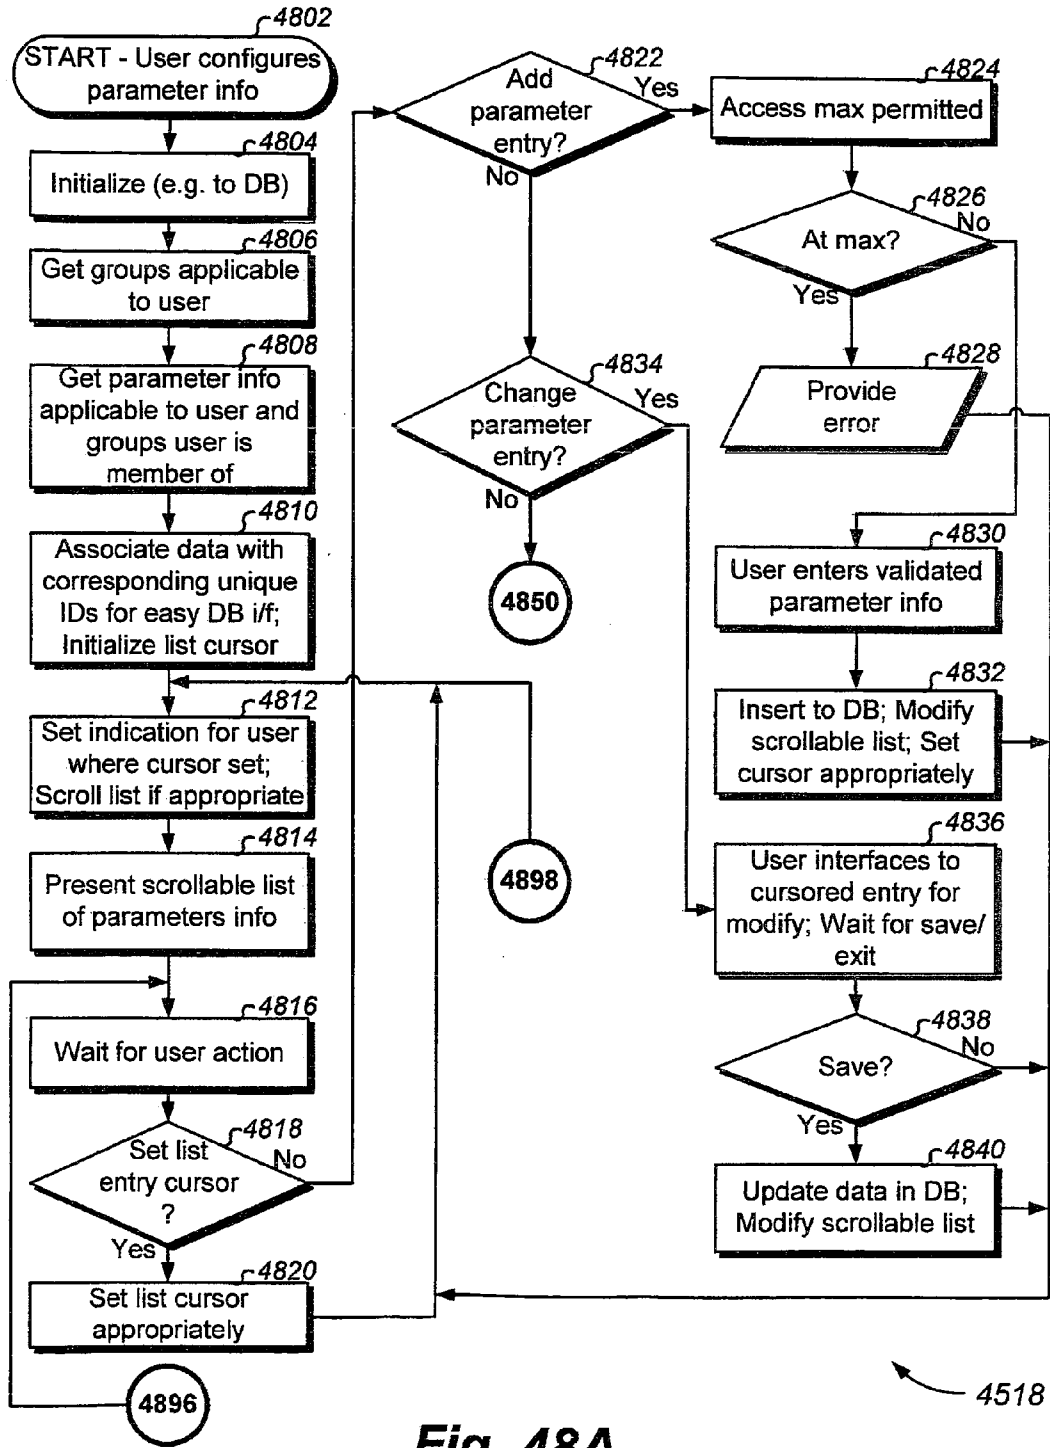 4802
START - User configures
parameter info
4804
Initialize (e.g. to DB)
4806
Get groups applicable
to user
4808
Get parameter info
applicable to user and
groups user is
member of
4810
Associate data with
corresponding unique
IDs for easy DB i/f;
Initialize list cursor
4812
Set indication for user
where cursor set;
Scroll list if appropriate
4814
Present scrollable list
of parameters info
4816
Wait for user action
4818
Set list
entry cursor
?
No
Yes
4820
Set list cursor
appropriately
4896
4822
Add
parameter
entry?
Yes
No
4834
Change
parameter
entry?
Yes
No
4850
4898
4824
Access max permitted
4826
At max?
No
Yes
4828
Provide
error
4830
User enters validated
parameter info
4832
Insert to DB; Modify
scrollable list; Set
cursor appropriately
4836
User interfaces to
cursored entry for
modify; Wait for save/
exit
4838
Save?
No
Yes
4840
Update data in DB;
Modify scrollable list
4518
Fig. 48A